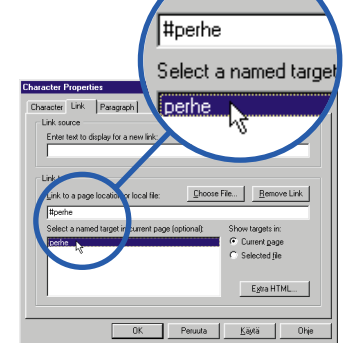 #perhe
Select a named target
perhe
Character Properties
Character Link Paragraph
Link source
Enter text to display for a new link:
Link to a page location or local file: Choose File... Remove Link
#perhe
Select a named target in current page (optional): Show targets in:
perhe
Current page
Selected file
Extra HTML...
OK Peruuta Käytä Ohje